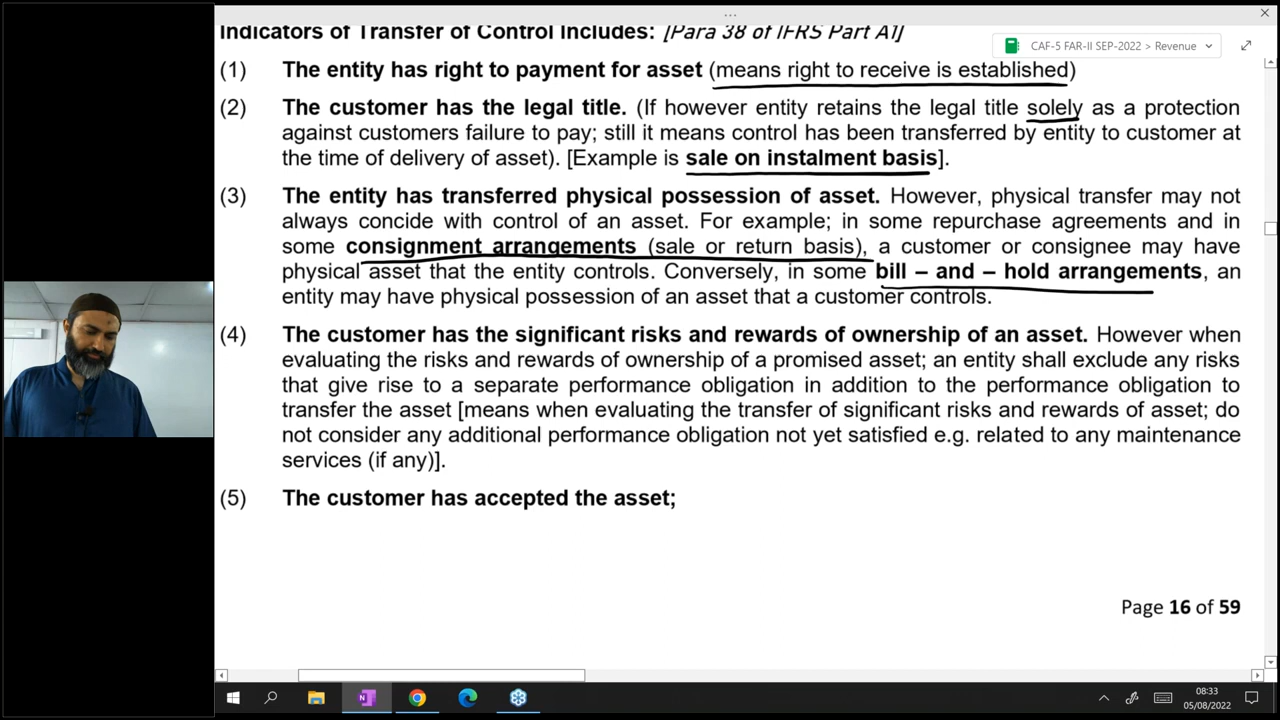 CAF-5 FAR-II SEP-2022 > Revenue
Indicators of Transfer of Control Includes: [Para 38 of IFRS Part A1]
(1) The entity has right to payment for asset (means right to receive is established)
(2) The customer has the legal title. (If however entity retains the legal title solely as a protection
against customers failure to pay; still it means control has been transferred by entity to customer at
the time of delivery of asset). [Example is sale on instalment basis].
(3) The entity has transferred physical possession of asset. However, physical transfer may not
always concide with control of an asset. For example; in some repurchase agreements and in
some consignment arrangements (sale or return basis), a customer or consignee may have
physical asset that the entity controls. Conversely, in some bill – and – hold arrangements, an
entity may have physical possession of an asset that a customer controls.
(4) The customer has the significant risks and rewards of ownership of an asset. However when
evaluating the risks and rewards of ownership of a promised asset; an entity shall exclude any risks
that give rise to a separate performance obligation in addition to the performance obligation to
transfer the asset [means when evaluating the transfer of significant risks and rewards of asset; do
not consider any additional performance obligation not yet satisfied e.g. related to any maintenance
services (if any)].
(5) The customer has accepted the asset;
Page 16 of 59
08:33
05/08/2022